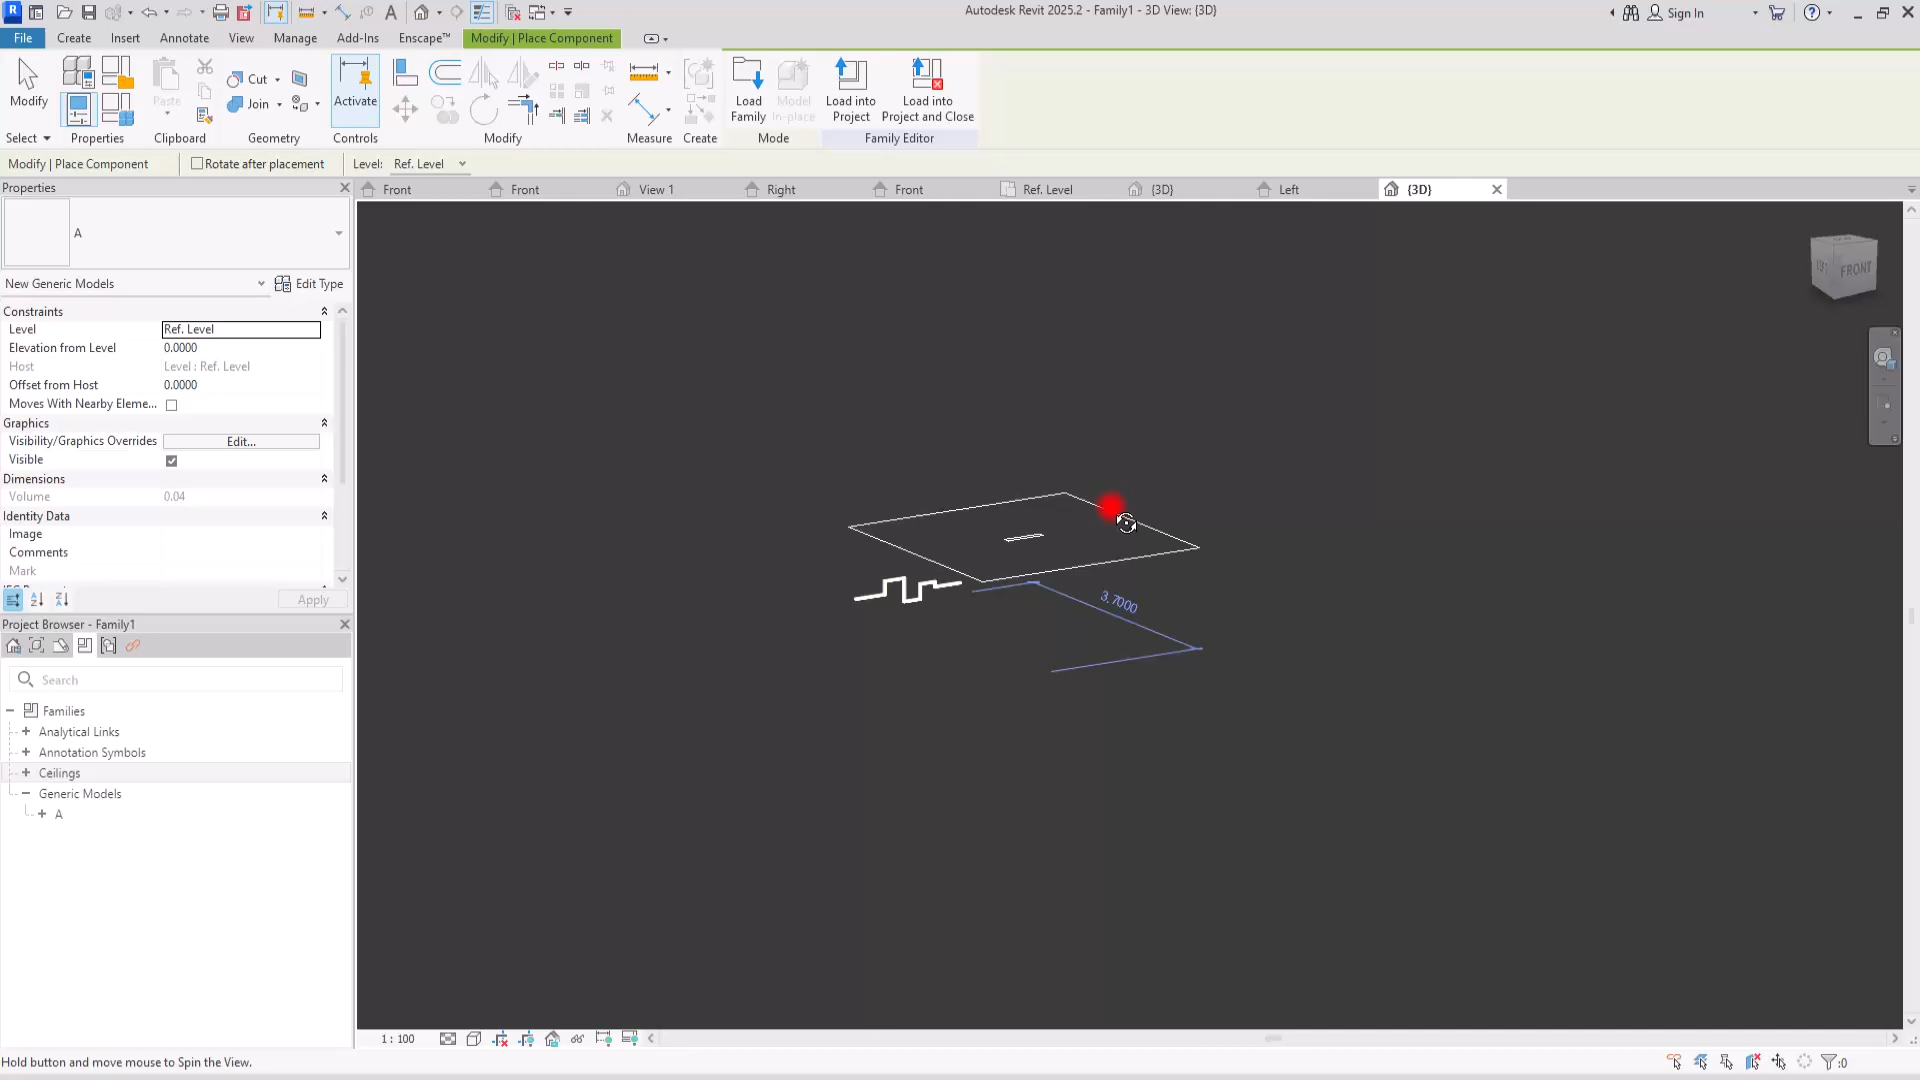 Autodesk Revit 2025.2 - Family1 - 3D View: {3D}
Sign In
File
Create
Insert
Annotate
View
Manage
Add-Ins
Enscape™
Modify | Place Component
Modify
Paste
Cut
Join
Activate
Load Family
Model In-place
Load into Project
Load into Project and Close
Select
Properties
Clipboard
Geometry
Controls
Modify
Measure
Create
Mode
Family Editor
Modify | Place Component
Rotate after placement
Level:
Ref. Level
Properties
A
New Generic Models
Edit Type
Constraints
Level
Ref. Level
Elevation from Level
0.0000
Host
Level : Ref. Level
Offset from Host
0.0000
Moves With Nearby Eleme...
Graphics
Visibility/Graphics Overrides
Edit...
Visible
Dimensions
Volume
0.04
Identity Data
Image
Comments
Mark
Apply
Project Browser - Family1
Search
Families
Analytical Links
Annotation Symbols
Ceilings
Generic Models
A
Front
Front
View 1
Right
Front
Ref. Level
{3D}
Left
{3D}
FRONT
3.7000
1 : 100
Hold button and move mouse to Spin the View.
:0